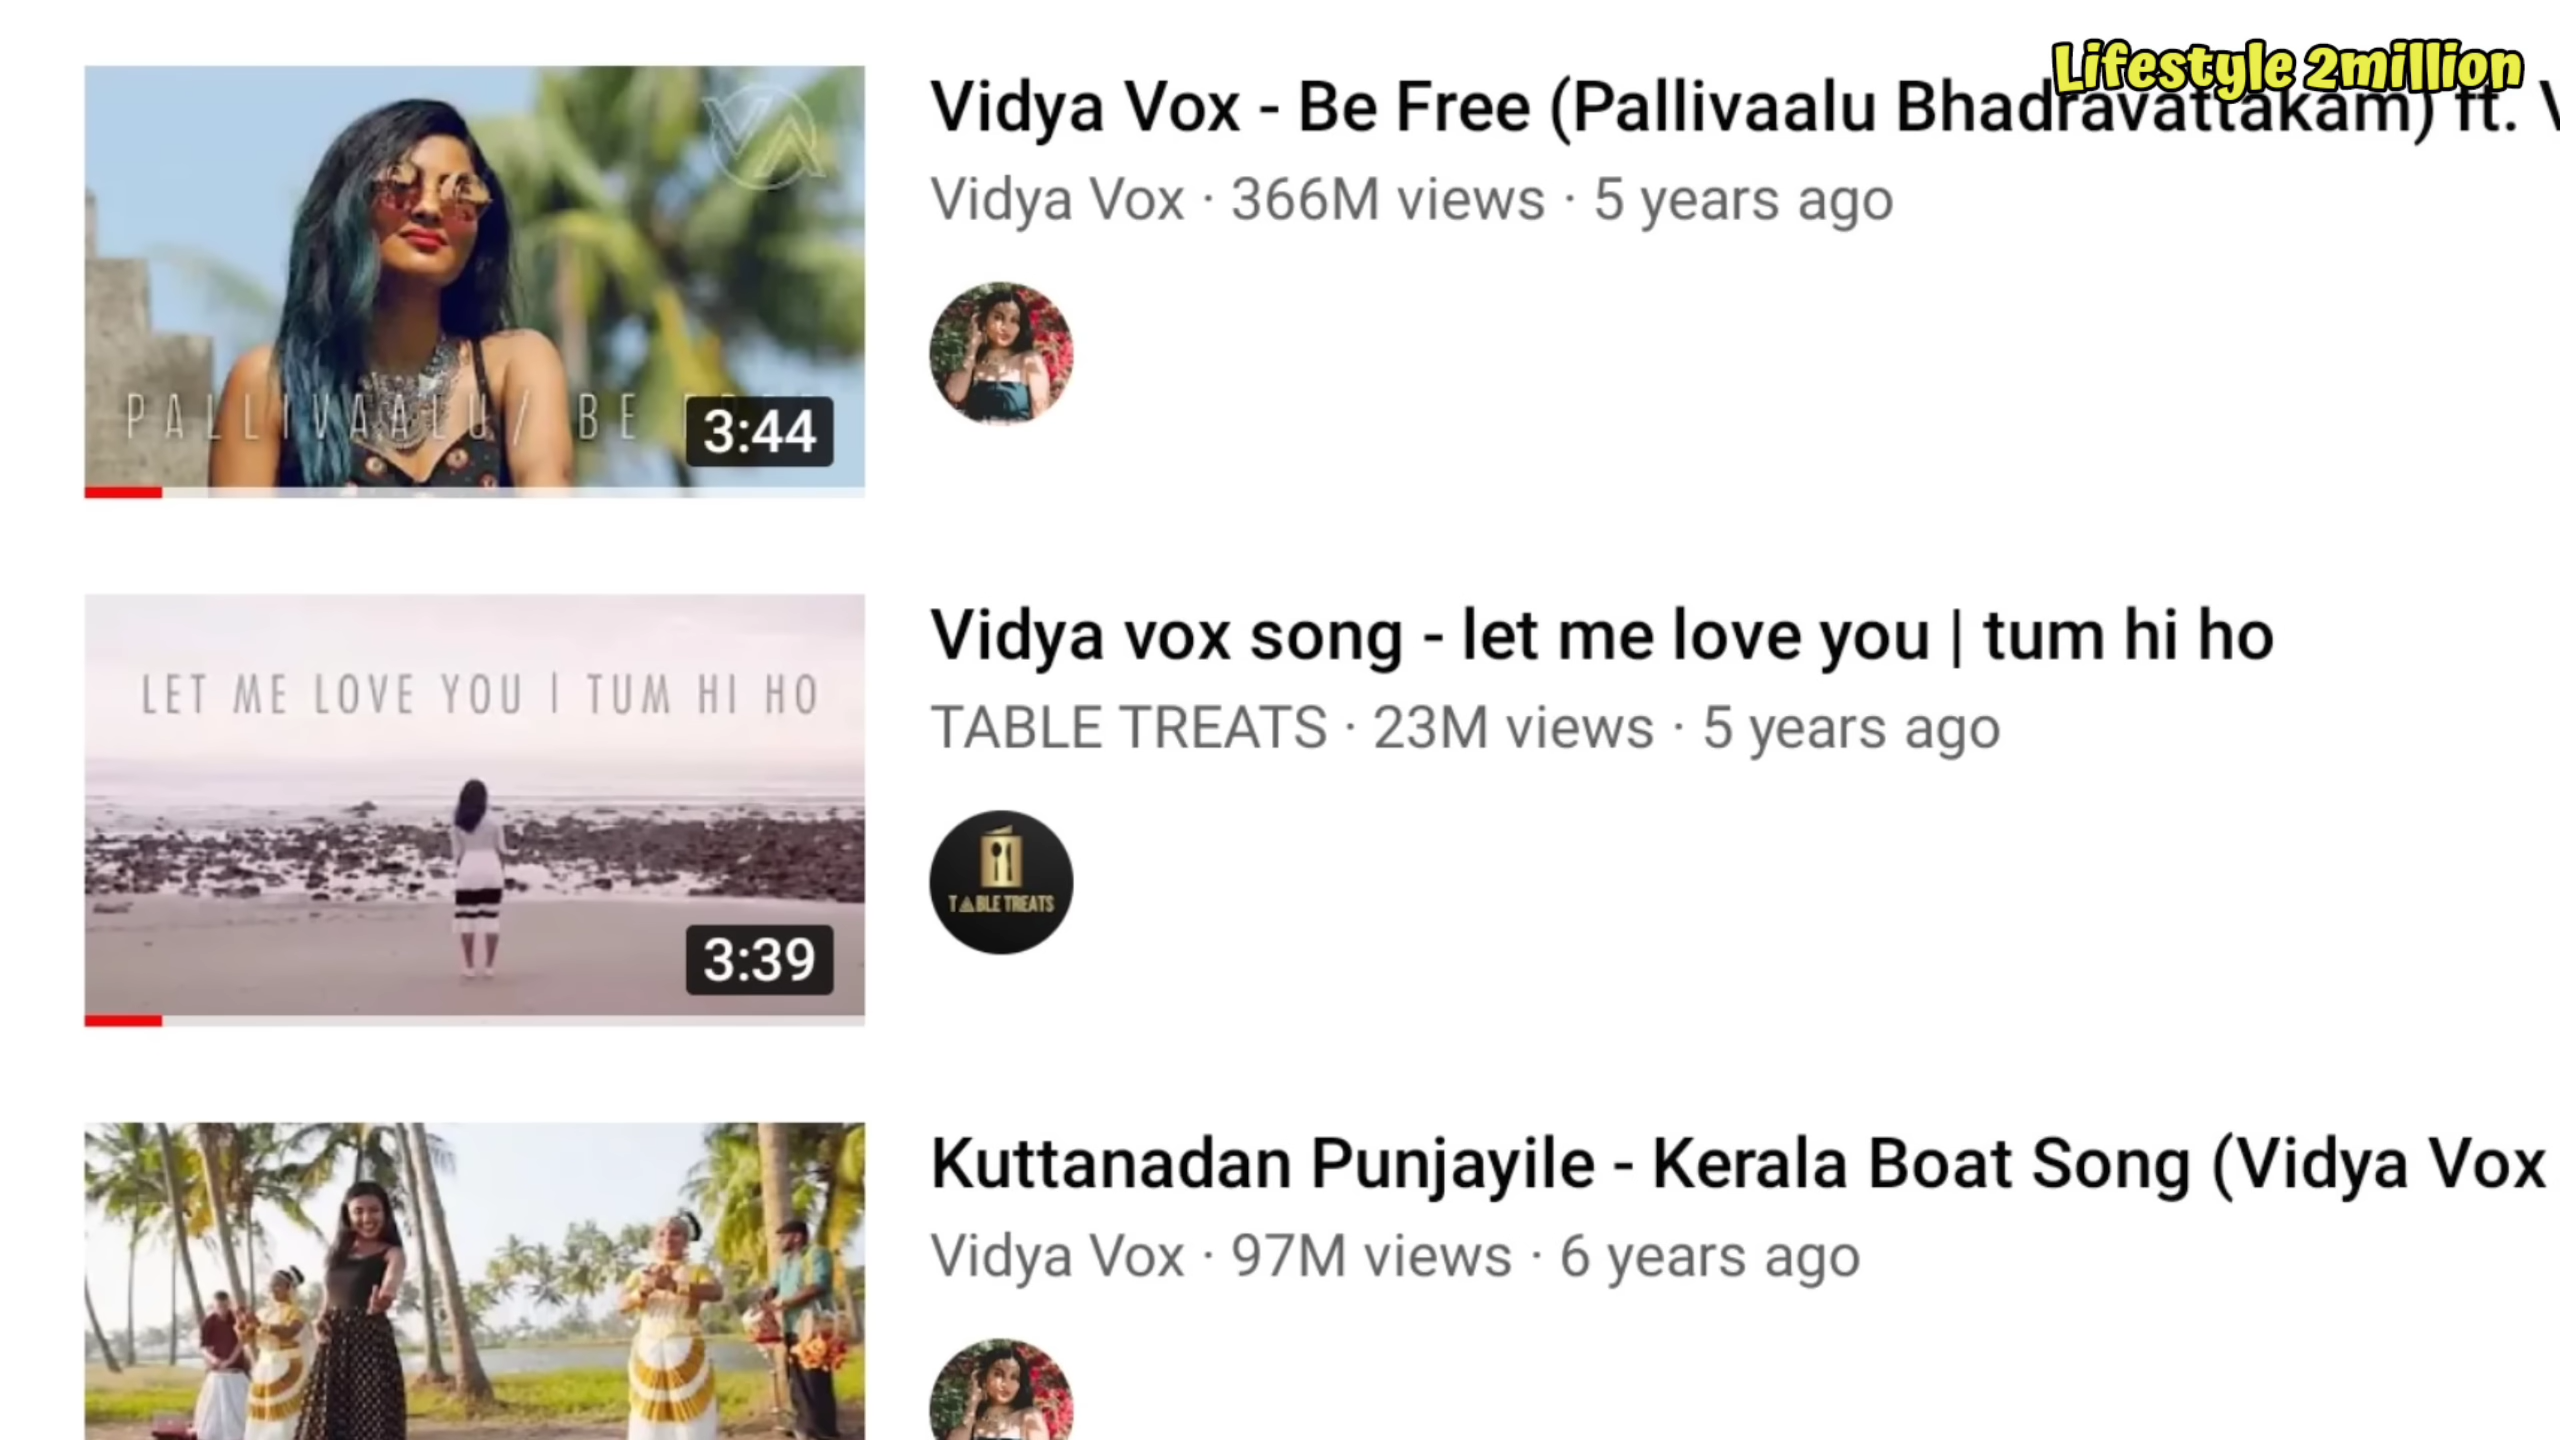 Lifestyle 2million
Vidya Vox - Be Free (Pallivaalu Bhadravattakam) ft.
Vidya Vox · 366M views · 5 years ago
PALLIVAALU/ BE
3:44
Vidya vox song - let me love you | tum hi ho
TABLE TREATS · 23M views · 5 years ago
LET ME LOVE YOU | TUM HI HO
TABLE TREATS
3:39
Kuttanadan Punjayile - Kerala Boat Song (Vidya Vox
Vidya Vox · 97M views · 6 years ago